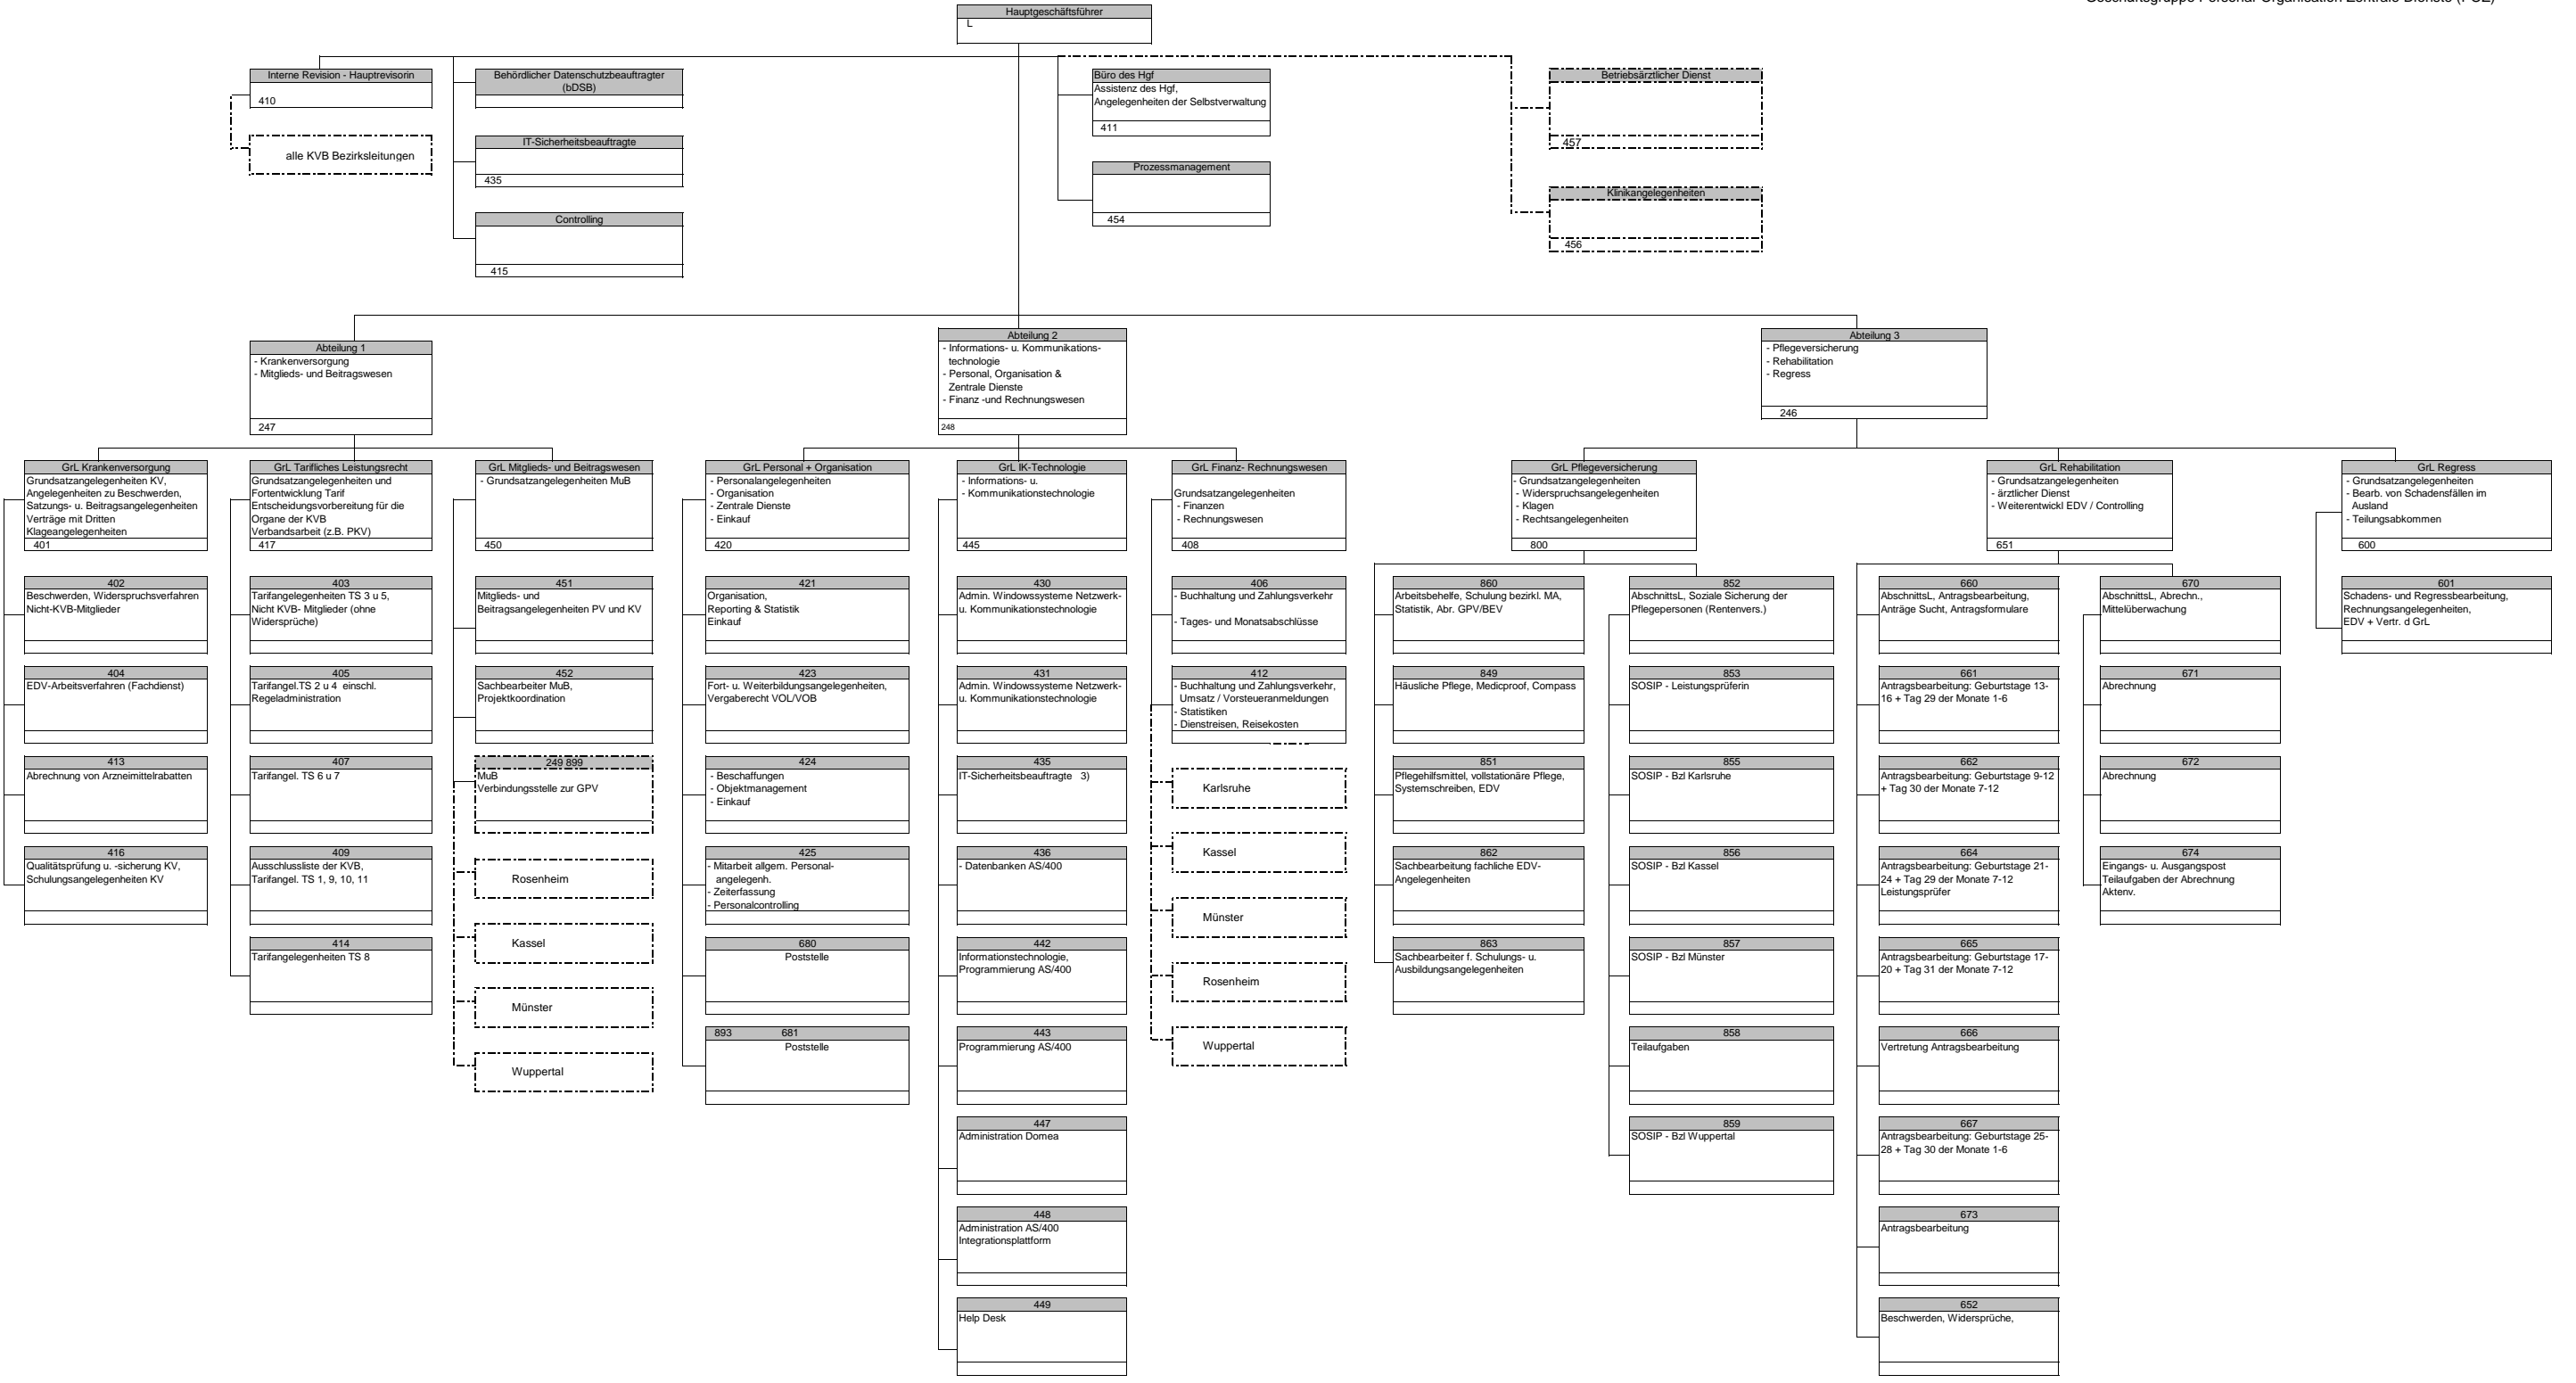 Hauptgeschäftsführer
L
Interne Revision - Hauptrevisorin
410
alle KVB Bezirksleitungen
Behördlicher Datenschutzbeauftragter
(bDSB)
IT-Sicherheitsbeauftragte
435
Controlling
415
Büro des Hgf
Assistenz des Hgf,
Angelegenheiten der Selbstverwaltung
411
Prozessmanagement
454
Betriebsärztlicher Dienst
457
Klinikangelegenheiten
456
Abteilung 1
- Krankenversorgung
- Mitglieds- und Beitragswesen
247
Abteilung 2
- Informations- u. Kommunikations-
technologie
- Personal, Organisation &
Zentrale Dienste
- Finanz -und Rechnungswesen
248
Abteilung 3
- Pflegeversicherung
- Rehabilitation
- Regress
246
GrL Krankenversorgung
Grundsatzangelegenheiten KV,
Angelegenheiten zu Beschwerden,
Satzungs- u. Beitragsangelegenheiten
Verträge mit Dritten
Klageangelegenheiten
401
402
Beschwerden, Widerspruchsverfahren
Nicht-KVB-Mitglieder
404
EDV-Arbeitsverfahren (Fachdienst)
413
Abrechnung von Arzneimittelrabatten
416
Qualitätsprüfung u. -sicherung KV,
Schulungsangelegenheiten KV
GrL Tarifliches Leistungsrecht
Grundsatzangelegenheiten und
Fortentwicklung Tarif
Entscheidungsvorbereitung für die
Organe der KVB
Verbandsarbeit (z.B. PKV)
417
403
Tarifangelegenheiten TS 3 u 5,
Nicht KVB- Mitglieder (ohne
Widersprüche)
405
Tarifangel.TS 2 u 4 einschl.
Regeladministration
407
Tarifangel. TS 6 u 7
409
Ausschlussliste der KVB,
Tarifangel. TS 1, 9, 10, 11
414
Tarifangelegenheiten TS 8
GrL Mitglieds- und Beitragswesen
- Grundsatzangelegenheiten MuB
450
451
Mitglieds- und
Beitragsangelegenheiten PV und KV
452
Sachbearbeiter MuB,
Projektkoordination
249 899
MuB
Verbindungsstelle zur GPV
Rosenheim
Kassel
Münster
Wuppertal
GrL Personal + Organisation
- Personalangelegenheiten
- Organisation
- Zentrale Dienste
- Einkauf
420
421
Organisation,
Reporting & Statistik
Einkauf
423
Fort- u. Weiterbildungsangelegenheiten,
Vergaberecht VOL/VOB
424
- Beschaffungen
- Objektmanagement
- Einkauf
425
- Mitarbeit allgem. Personal-
angelegenh.
- Zeiterfassung
- Personalcontrolling
680
Poststelle
893 681
Poststelle
GrL IK-Technologie
- Informations- u.
- Kommunikationstechnologie
445
430
Admin. Windowssysteme Netzwerk-
u. Kommunikationstechnologie
431
Admin. Windowssysteme Netzwerk-
u. Kommunikationstechnologie
435
IT-Sicherheitsbeauftragte 3)
436
- Datenbanken AS/400
442
Informationstechnologie,
Programmierung AS/400
443
Programmierung AS/400
447
Administration Domea
448
Administration AS/400
Integrationsplattform
449
Help Desk
GrL Finanz- Rechnungswesen
Grundsatzangelegenheiten
- Finanzen
- Rechnungswesen
408
406
- Buchhaltung und Zahlungsverkehr
- Tages- und Monatsabschlüsse
412
- Buchhaltung und Zahlungsverkehr,
Umsatz / Vorsteueranmeldungen
- Statistiken
- Dienstreisen, Reisekosten
Karlsruhe
Kassel
Münster
Rosenheim
Wuppertal
GrL Pflegeversicherung
- Grundsatzangelegenheiten
- Widerspruchsangelegenheiten
- Klagen
- Rechtsangelegenheiten
800
860
Arbeitsbehelfe, Schulung bezirkl. MA,
Statistik, Abr. GPV/BEV
849
Häusliche Pflege, Medicproof, Compass
851
Pflegehilfsmittel, vollstationäre Pflege,
Systemschreiben, EDV
862
Sachbearbeitung fachliche EDV-
Angelegenheiten
863
Sachbearbeiter f. Schulungs- u.
Ausbildungsangelegenheiten
852
AbschnittsL, Soziale Sicherung der
Pflegepersonen (Rentenvers.)
853
SOSIP - Leistungsprüferin
855
SOSIP - Bzl Karlsruhe
856
SOSIP - Bzl Kassel
857
SOSIP - Bzl Münster
858
Teilaufgaben
859
SOSIP - Bzl Wuppertal
GrL Rehabilitation
- Grundsatzangelegenheiten
- ärztlicher Dienst
- Weiterentwickl EDV / Controlling
651
660
AbschnittsL, Antragsbearbeitung,
Anträge Sucht, Antragsformulare
661
Antragsbearbeitung: Geburtstage 13-
16 + Tag 29 der Monate 1-6
662
Antragsbearbeitung: Geburtstage 9-12
+ Tag 30 der Monate 7-12
664
Antragsbearbeitung: Geburtstage 21-
24 + Tag 29 der Monate 7-12
Leistungsprüfer
665
Antragsbearbeitung: Geburtstage 17-
20 + Tag 31 der Monate 7-12
666
Vertretung Antragsbearbeitung
667
Antragsbearbeitung: Geburtstage 25-
28 + Tag 30 der Monate 1-6
673
Antragsbearbeitung
652
Beschwerden, Widersprüche,
670
AbschnittsL, Abrechn.,
Mittelüberwachung
671
Abrechnung
672
Abrechnung
674
Eingangs- u. Ausgangspost
Teilaufgaben der Abrechnung
Aktenv.
GrL Regress
- Grundsatzangelegenheiten
- Bearb. von Schadensfällen im
Ausland
- Teilungsabkommen
600
601
Schadens- und Regressbearbeitung,
Rechnungsangelegenheiten,
EDV + Vertr. d GrL